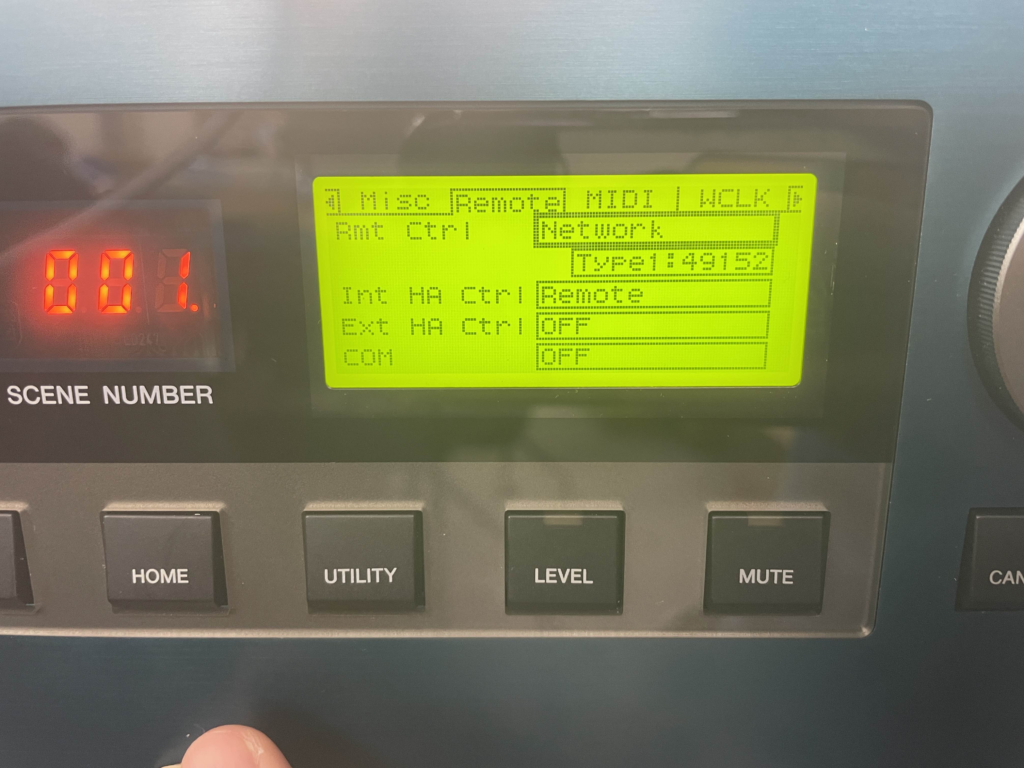 Misc Remote MIDI WCLK
Rmt Ctrl Network
Type1:49152
Int HA Ctrl Remote
Ext HA Ctrl OFF
COM OFF
001.
SCENE NUMBER
HOME UTILITY LEVEL MUTE CAN